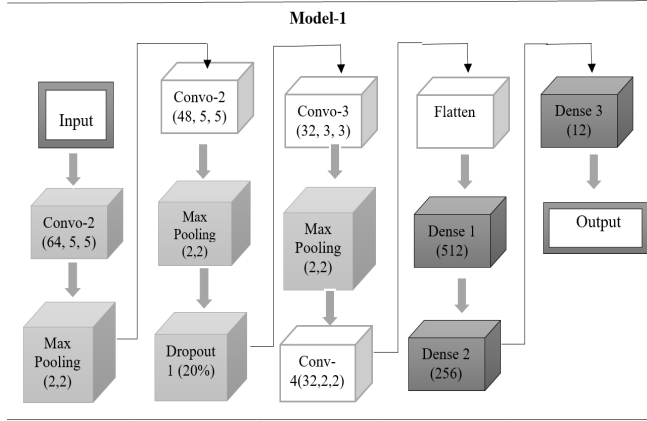 Model-1
Input
Convo-2
(64, 5, 5)
Max
Pooling
(2,2)
Convo-2
(48, 5, 5)
Max
Pooling
(2,2)
Dropout
1 (20%)
Convo-3
(32, 3, 3)
Max
Pooling
(2,2)
Conv-
4(32,2,2)
Flatten
Dense 1
(512)
Dense 2
(256)
Dense 3
(12)
Output